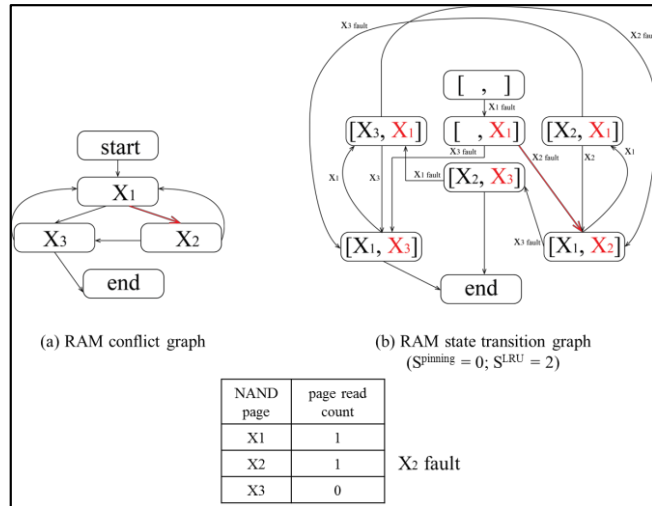 start
X1
X3
X2
end
(a) RAM conflict graph
X3 fault
X2 fault
[ , ]
X1 fault
[X3, X1]
[ , X1]
[X2, X1]
X3 fault
X1 fault
X2 fault
X1
X3
[X2, X3]
X2
X1
[X1, X3]
X3 fault
[X1, X2]
end
(b) RAM state transition graph
(Spinning = 0; SLRU = 2)
NAND page
page read count
X1 1
X2 1
X3 0
X2 fault